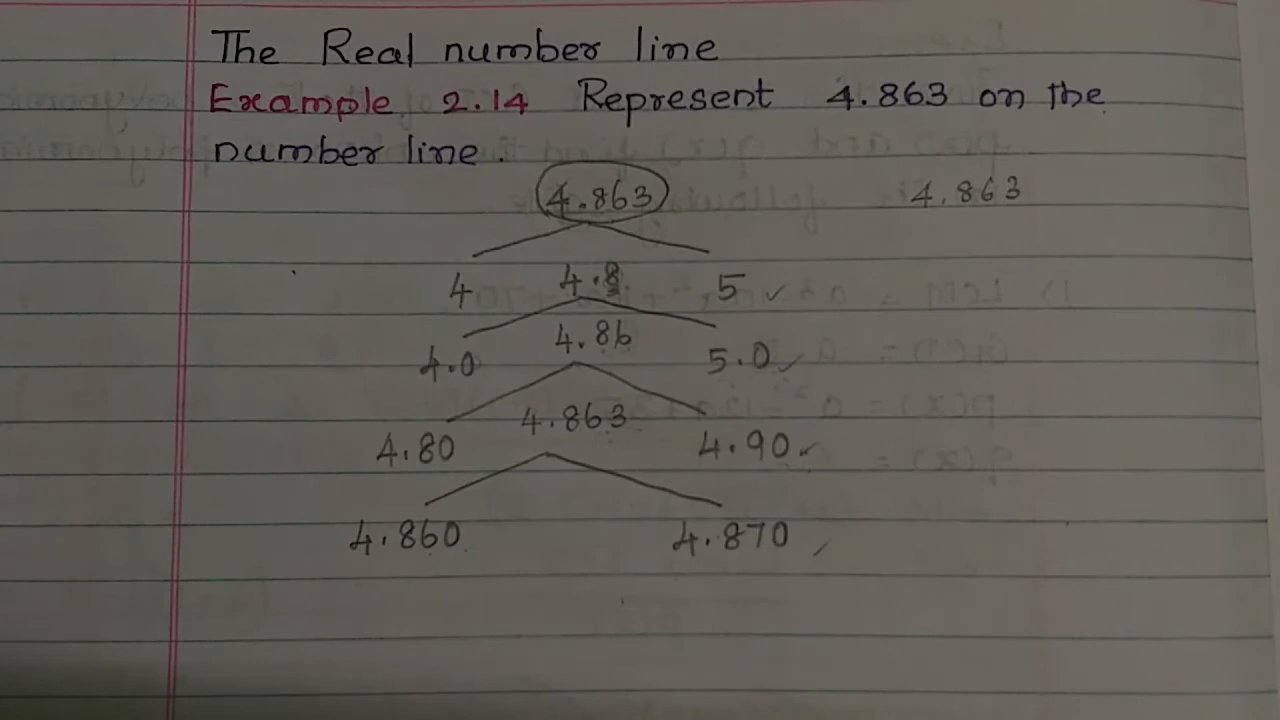 The Real number line
Example 2.14 Represent 4.863 on the
number line.
4.863 4.863
4 4.8 5
4.86
4.0 5.0
4.863
4.80 4.90
4.860 4.870